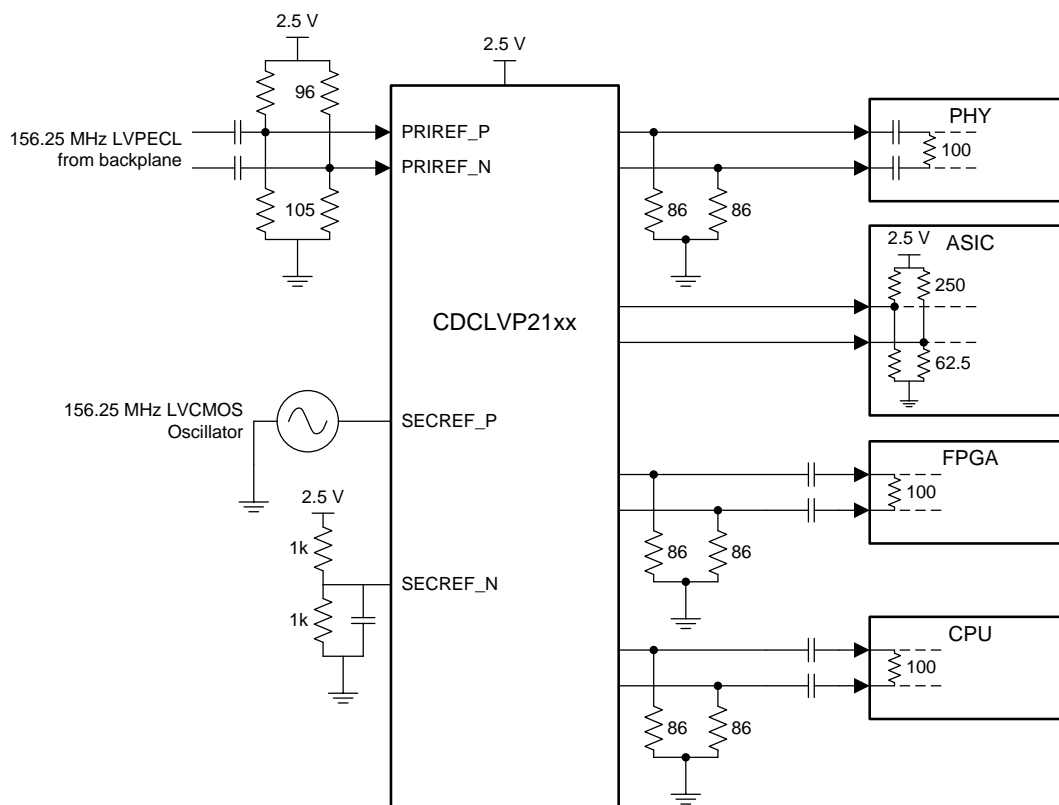 2.5 V
2.5 V
96
156.25 MHz LVPECL
from backplane
PRIREF_P
PRIREF_N
105
PHY
100
86
86
ASIC
2.5 V
250
62.5
CDCLVP21xx
156.25 MHz LVCMOS
Oscillator
SECREF_P
FPGA
100
86
86
2.5 V
1k
SECREF_N
1k
CPU
100
86
86